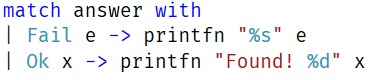 match answer with
| Fail e -> printfn "%s" e
| Ok x -> printfn "Found! %d" x